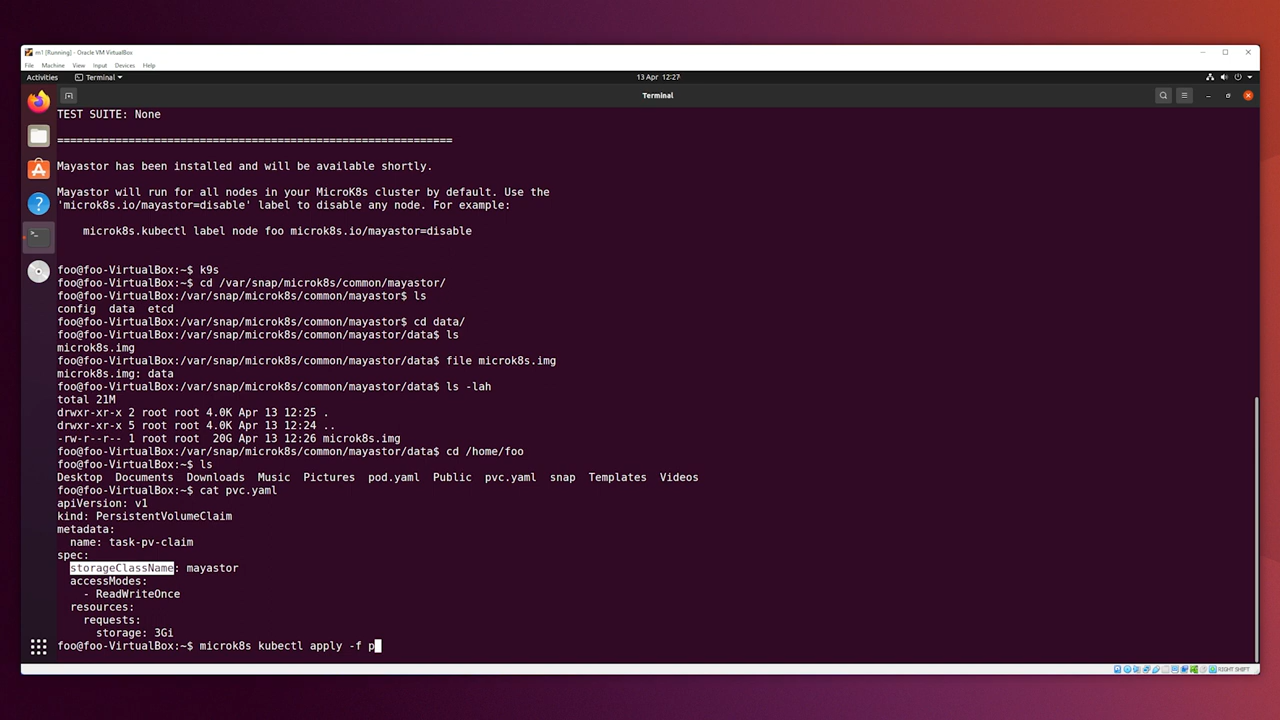 m1 [Running] - Oracle VM VirtualBox
File Machine View Input Devices Help
Activities Terminal 13 Apr 12:27
Terminal
TEST SUITE: None
=============================================================
Mayastor has been installed and will be available shortly.
Mayastor will run for all nodes in your MicroK8s cluster by default. Use the
'microk8s.io/mayastor=disable' label to disable any node. For example:
microk8s.kubectl label node foo microk8s.io/mayastor=disable
foo@foo-VirtualBox:~$ k9s
foo@foo-VirtualBox:~$ cd /var/snap/microk8s/common/mayastor/
foo@foo-VirtualBox:/var/snap/microk8s/common/mayastor$ ls
config data etcd
foo@foo-VirtualBox:/var/snap/microk8s/common/mayastor$ cd data/
foo@foo-VirtualBox:/var/snap/microk8s/common/mayastor/data$ ls
microk8s.img
foo@foo-VirtualBox:/var/snap/microk8s/common/mayastor/data$ file microk8s.img
microk8s.img: data
foo@foo-VirtualBox:/var/snap/microk8s/common/mayastor/data$ ls -lah
total 21M
drwxr-xr-x 2 root root 4.0K Apr 13 12:25 .
drwxr-xr-x 5 root root 4.0K Apr 13 12:24 ..
-rw-r--r-- 1 root root 20G Apr 13 12:26 microk8s.img
foo@foo-VirtualBox:/var/snap/microk8s/common/mayastor/data$ cd /home/foo
foo@foo-VirtualBox:~$ ls
Desktop Documents Downloads Music Pictures pod.yaml Public pvc.yaml snap Templates Videos
foo@foo-VirtualBox:~$ cat pvc.yaml
apiVersion: v1
kind: PersistentVolumeClaim
metadata:
name: task-pv-claim
spec:
storageClassName: mayastor
accessModes:
- ReadWriteOnce
resources:
requests:
storage: 3Gi
foo@foo-VirtualBox:~$ microk8s kubectl apply -f p
RIGHT SHIFT